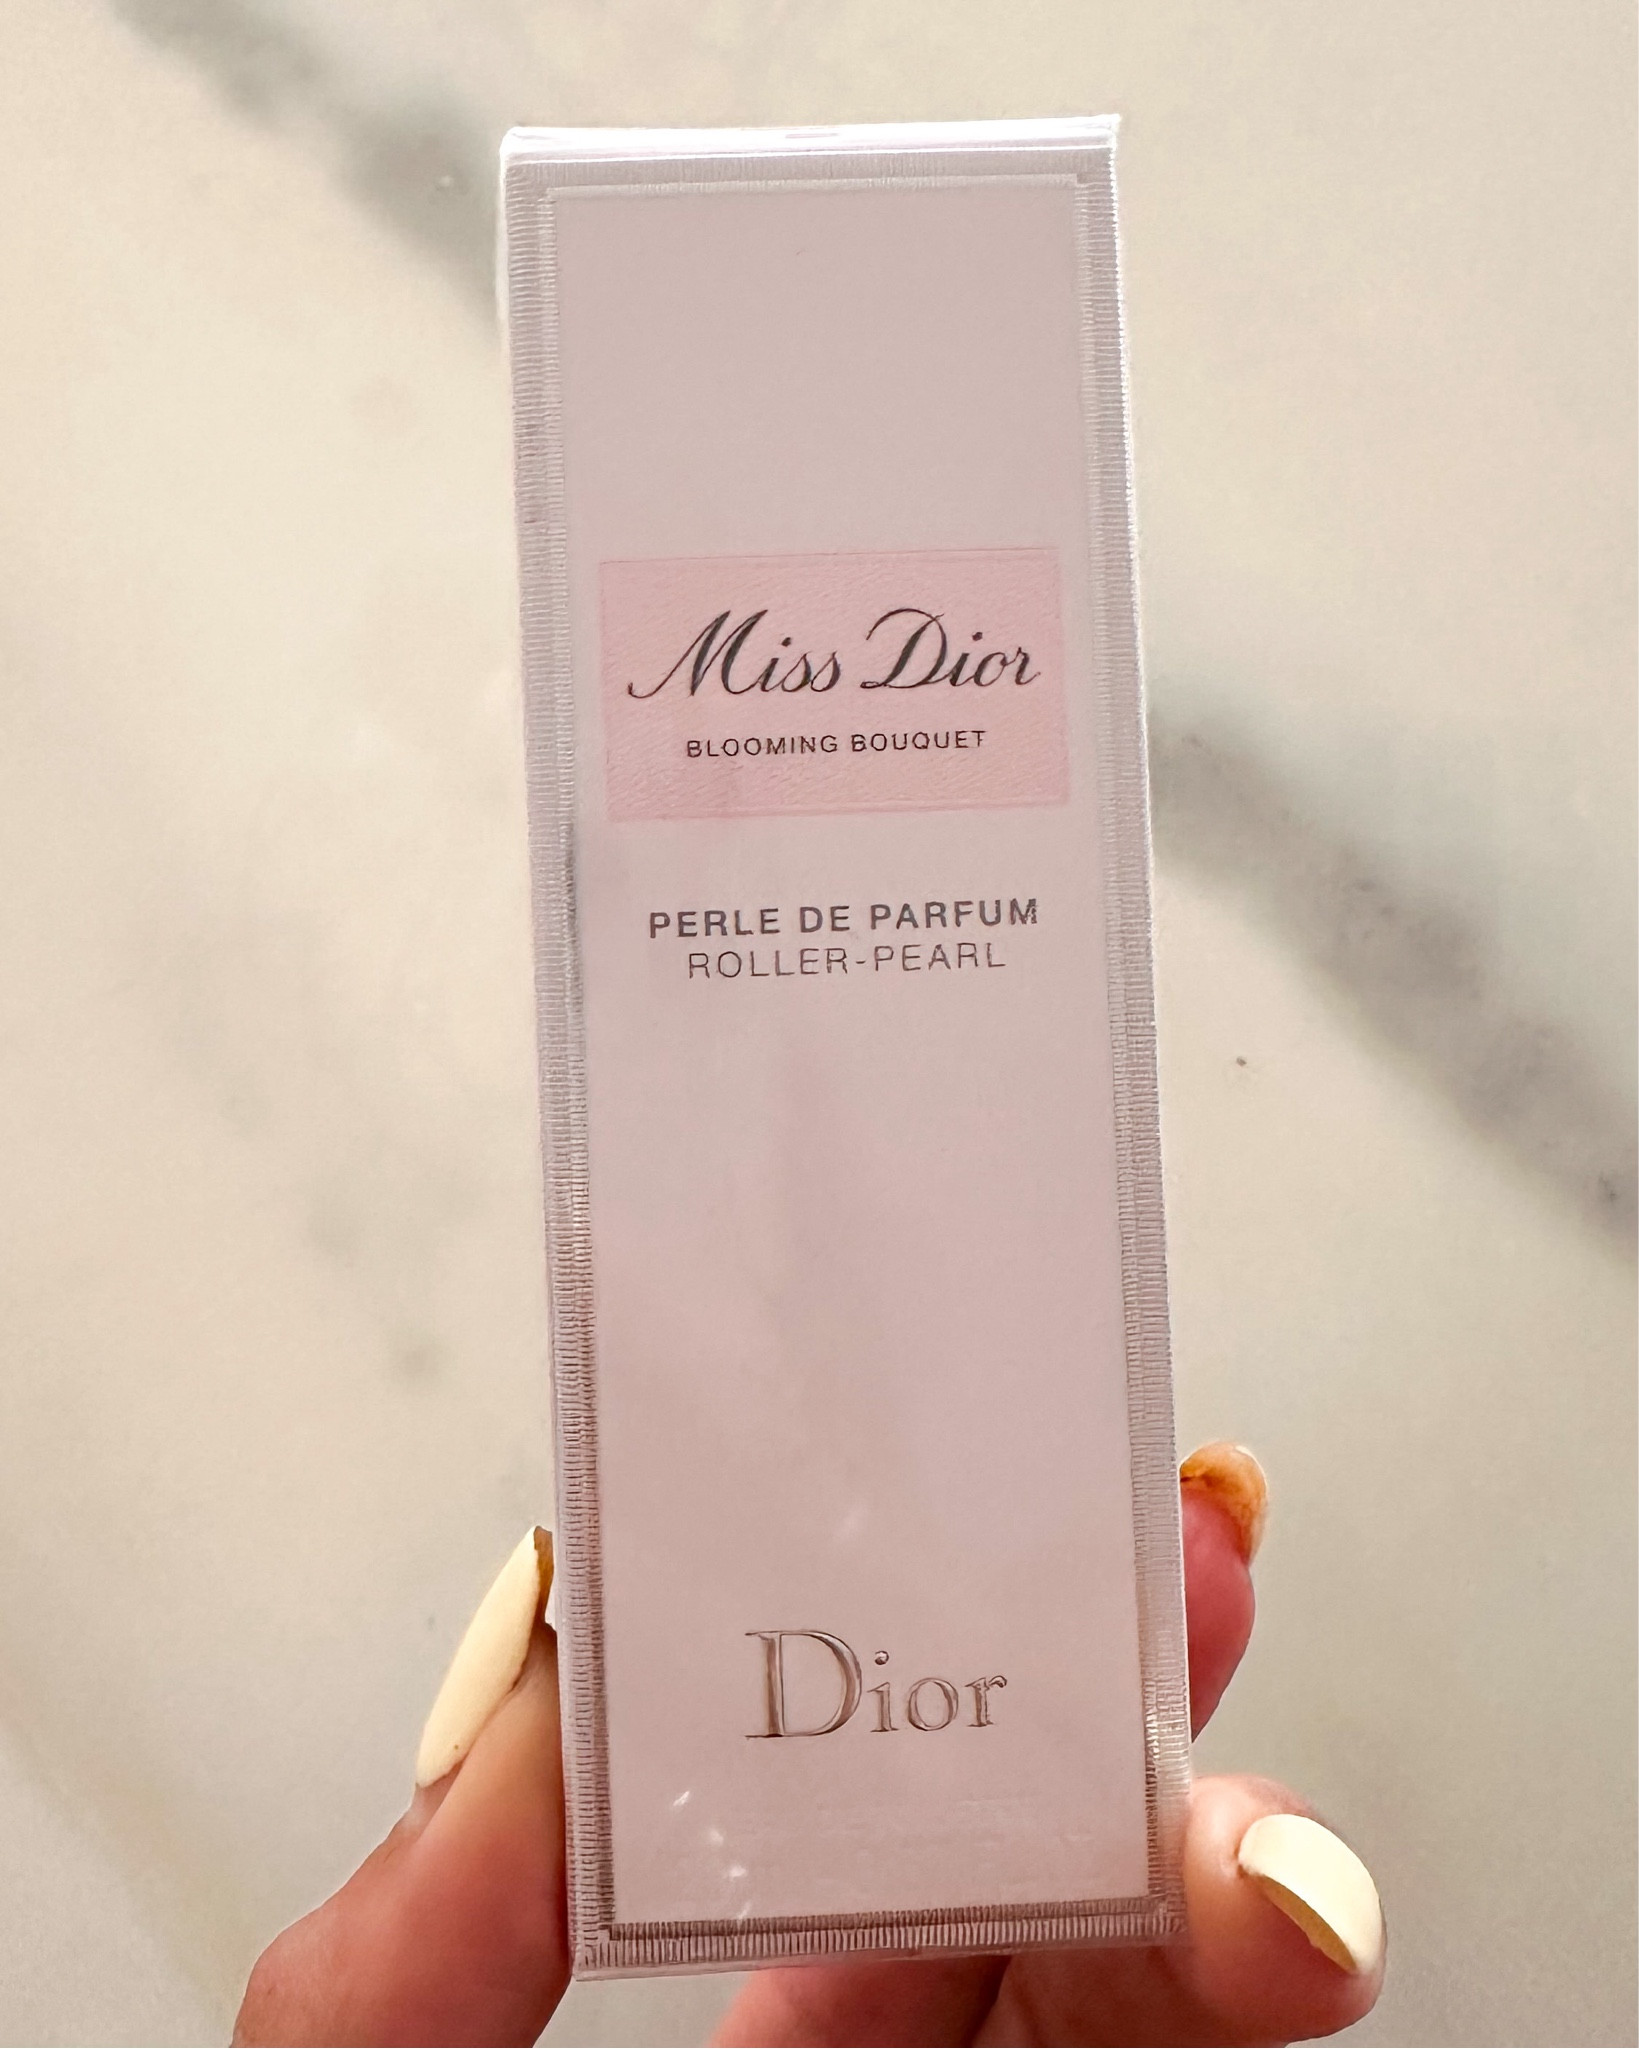 Miss Dior
BLOOMING BOUQUET
PERLE DE PARFUM
ROLLER-PEARL
Dior